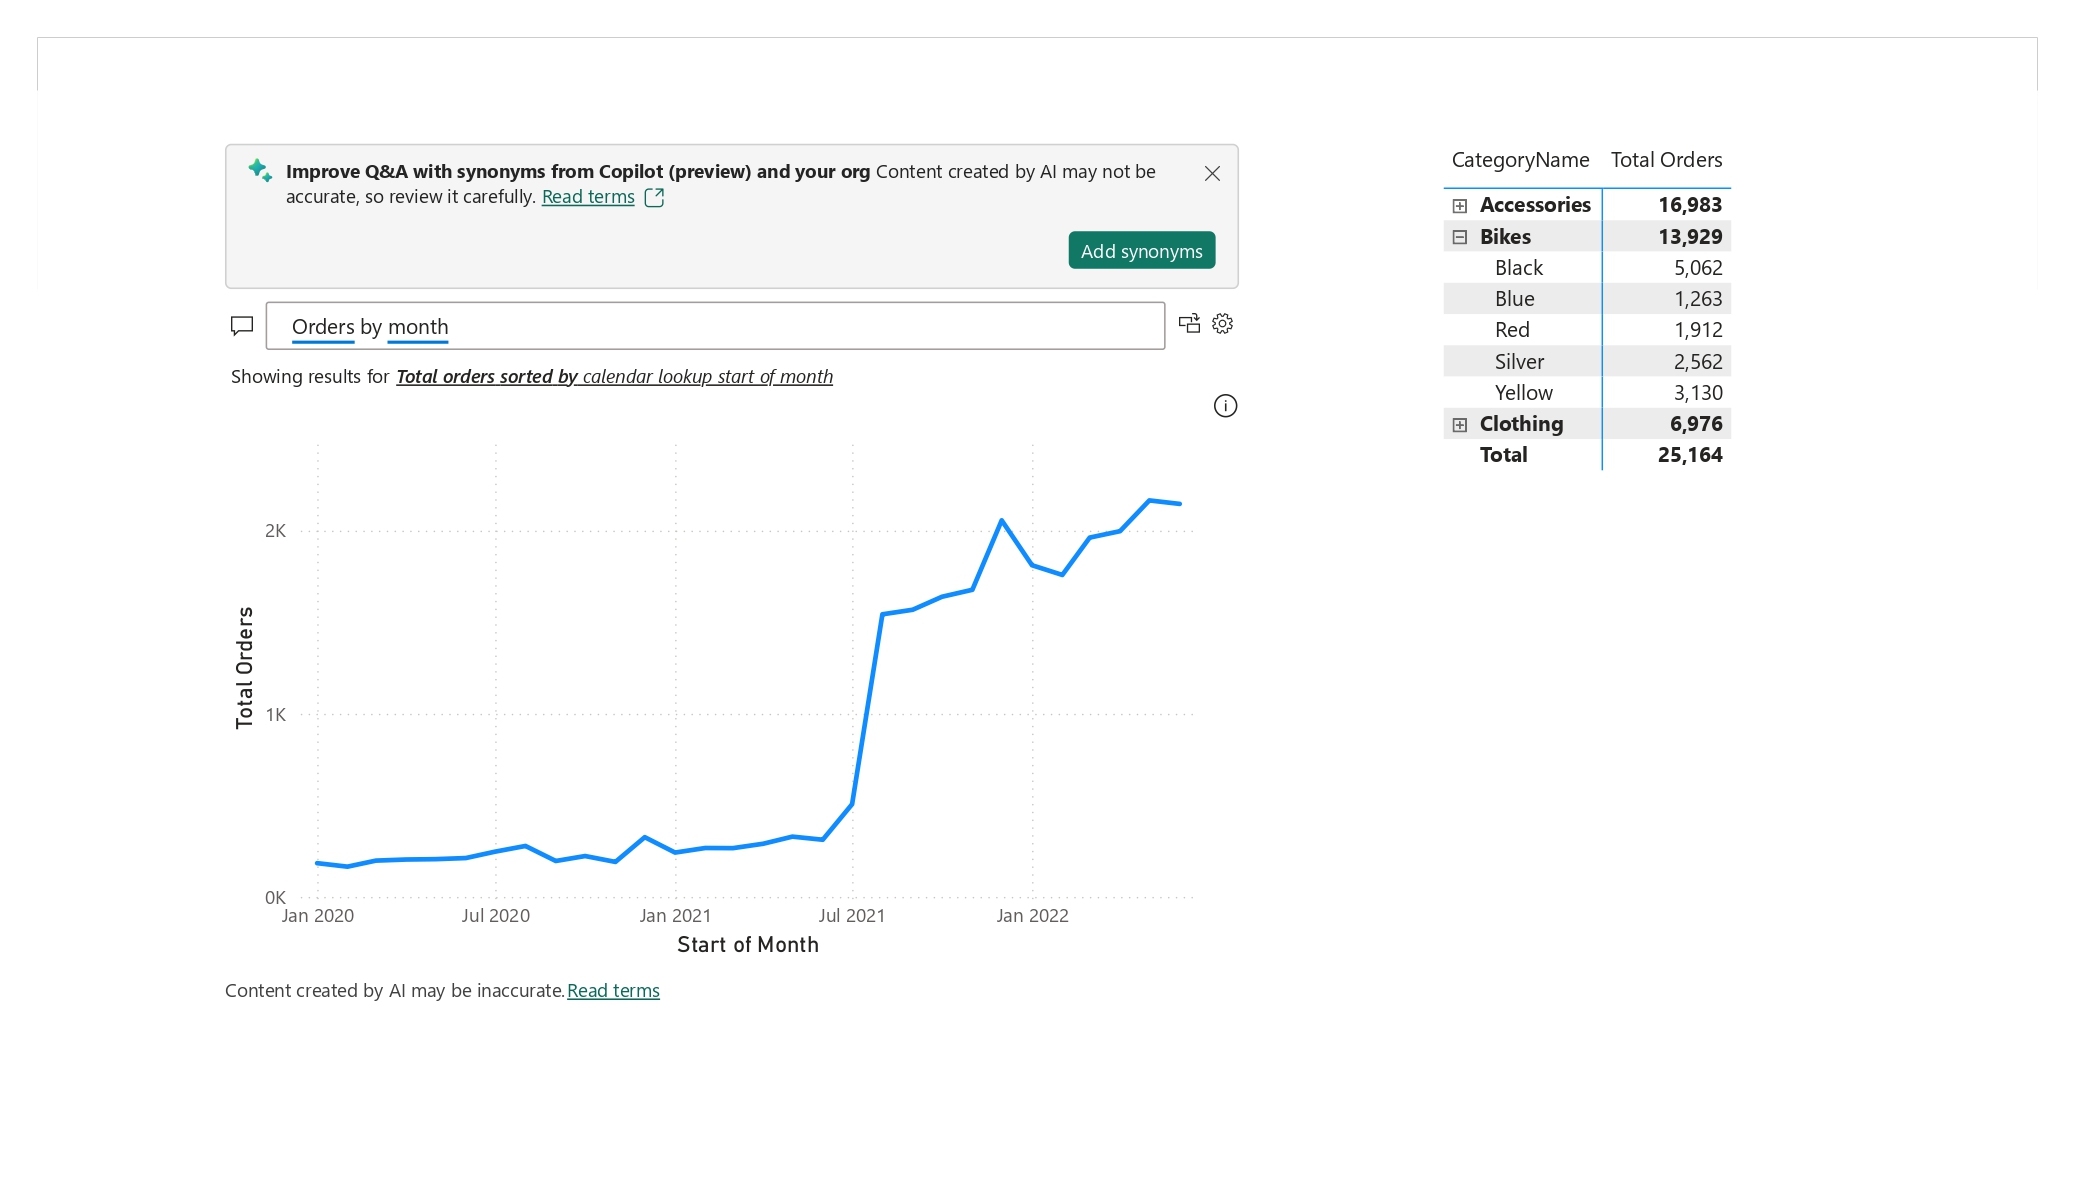 Improve Q&A with synonyms from Copilot (preview) and your org Content created by AI may not be
accurate, so review it carefully. Read terms
Add synonyms
Orders by month
Showing results for Total orders sorted by calendar lookup start of month
Total Orders
2K
1K
0K
Jan 2020 Jul 2020 Jan 2021 Jul 2021 Jan 2022
Start of Month
Content created by AI may be inaccurate. Read terms
CategoryName Total Orders
Accessories 16,983
Bikes 13,929
Black 5,062
Blue 1,263
Red 1,912
Silver 2,562
Yellow 3,130
Clothing 6,976
Total 25,164